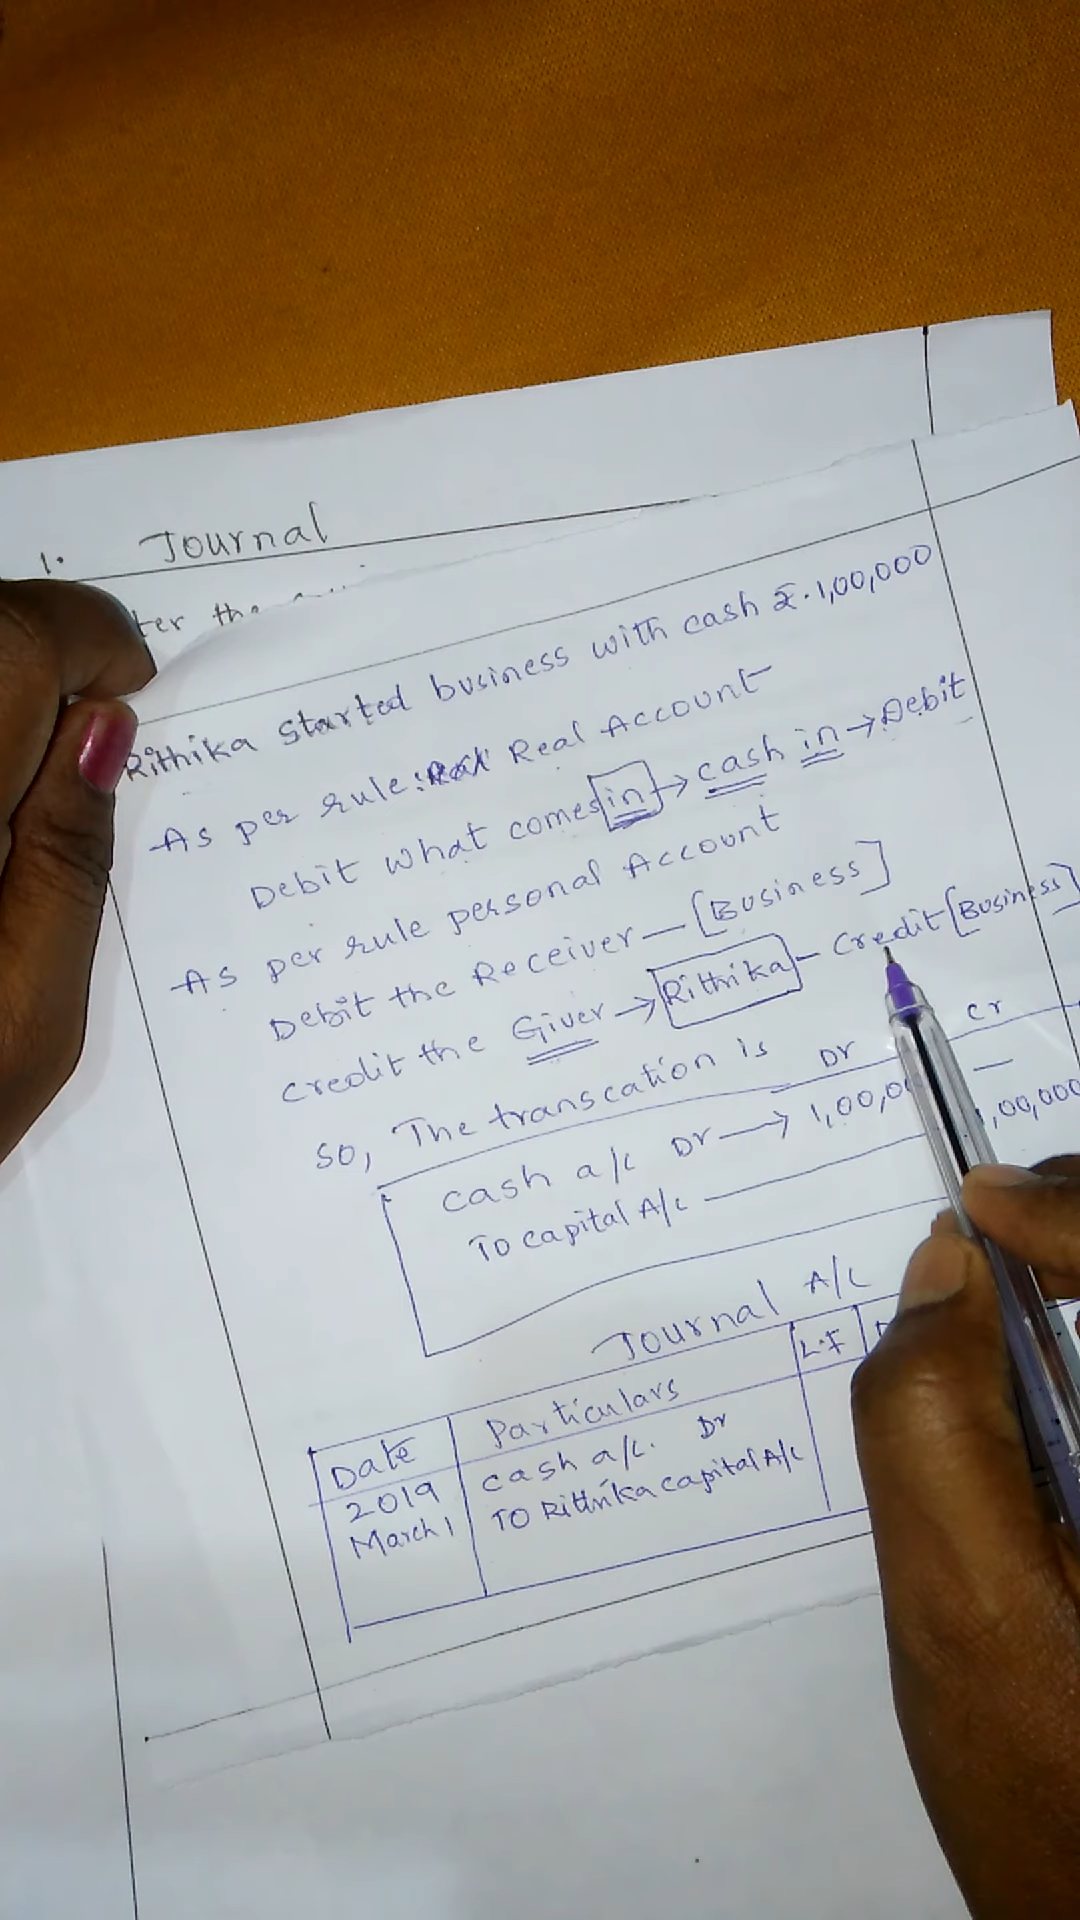 1. Journal
ter the
Rithika started business with cash ₹.1,00,000
As per rule: Real Account
Debit what comes in → cash in → Debit
As per rule personal Account
Debit the Receiver — [Business]
credit the Giver → Rithika - credit [Business]
so, The transcation is Dr cr
cash a/c Dr → 1,00,0 —
To capital A/c 1,00,000
Journal A/c
Date Particulars L.F
2019 cash a/c. Dr
March 1 To Rithika capital A/c